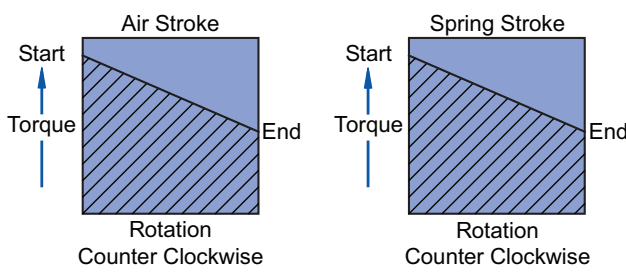 Air Stroke
Start
Torque
End
Rotation
Counter Clockwise
Spring Stroke
Start
Torque
End
Rotation
Counter Clockwise